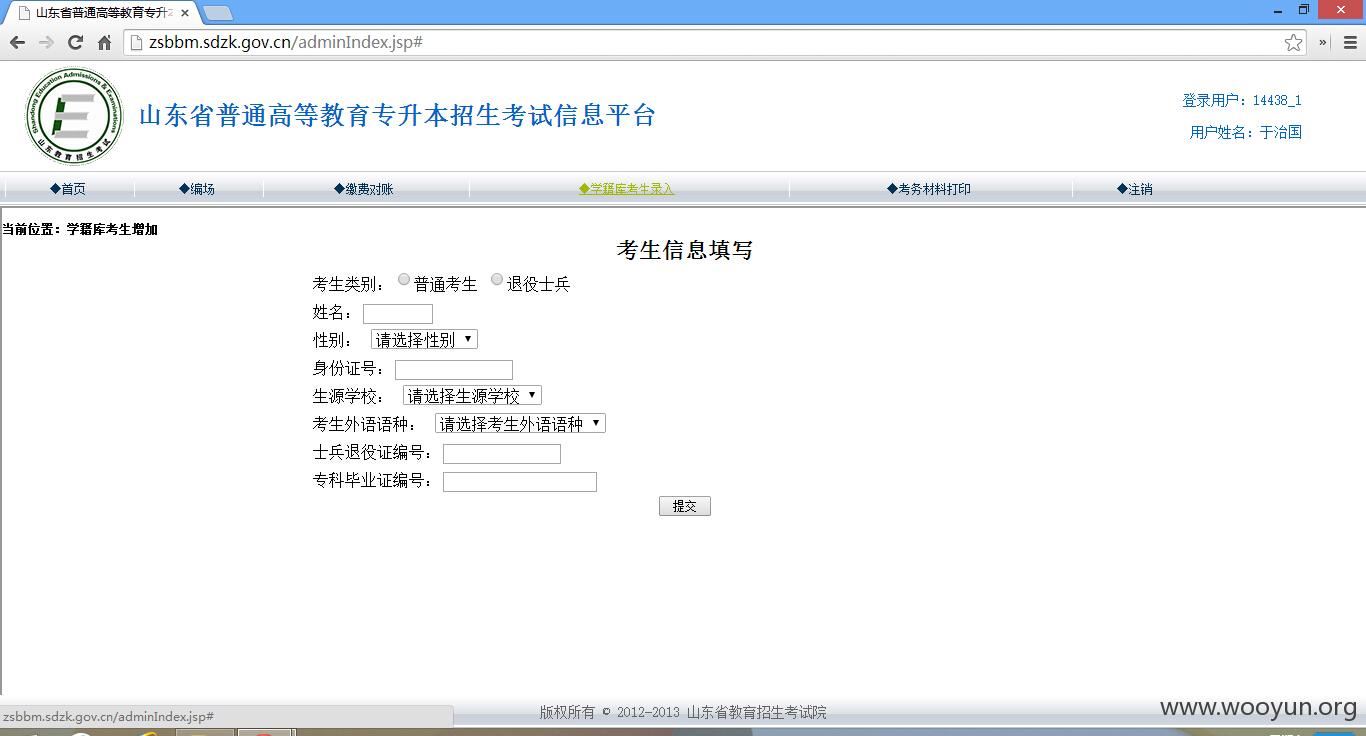 山东省普通高等教育专升本
zsbbm.sdzk.gov.cn/adminIndex.jsp#
Shandong Education Admissions & Examinations
山东教育招生考试
山东省普通高等教育专升本招生考试信息平台
登录用户：14438_1
用户姓名：于治国
◆首页 ◆编场 ◆缴费对账 ◆学籍库考生录入 ◆考务材料打印 ◆注销
当前位置：学籍库考生增加
考生信息填写
考生类别： 普通考生 退役士兵
姓名：
性别： 请选择性别
身份证号：
生源学校： 请选择生源学校
考生外语语种： 请选择考生外语语种
士兵退役证编号：
专科毕业证编号：
提交
www.wooyun.org
zsbbm.sdzk.gov.cn/adminIndex.jsp#
版权所有 © 2012-2013 山东省教育招生考试院